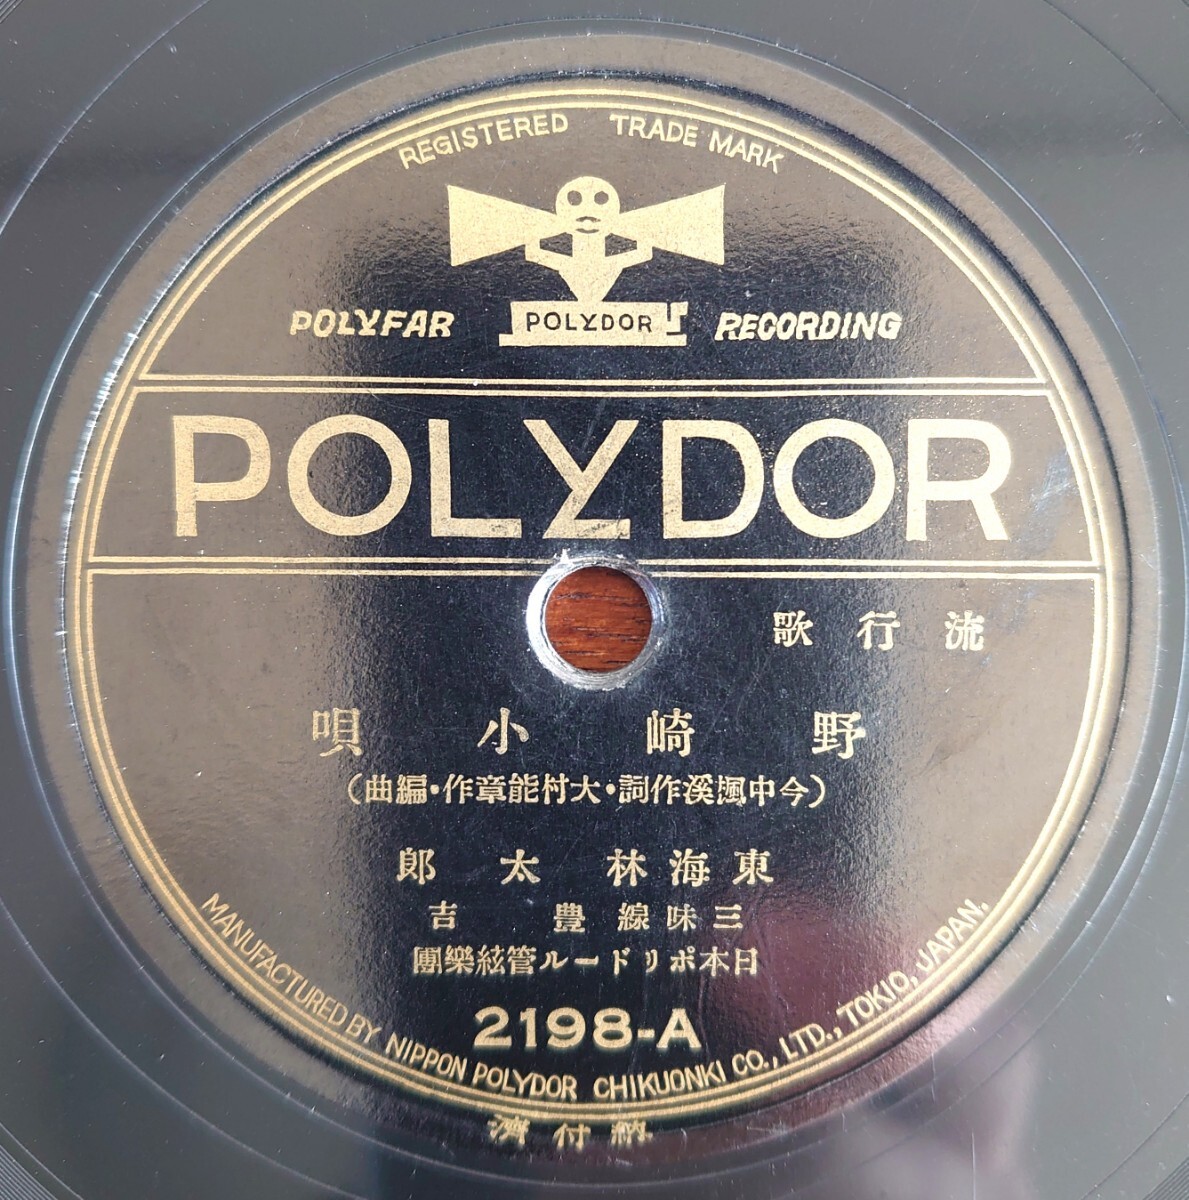 REGISTERED TRADE MARK
POLYDOR
POLYFAR RECORDING
POLYDOR
流行歌
野崎小唄
(今中楓溪作詞・大村能章作・編曲)
東海林太郎
三味線 豊吉
日本ポリドール管絃樂團
2198-A
MANUFACTURED BY NIPPON POLYDOR CHIKUONKI CO., LTD., TOKIO, JAPAN.
納付濟